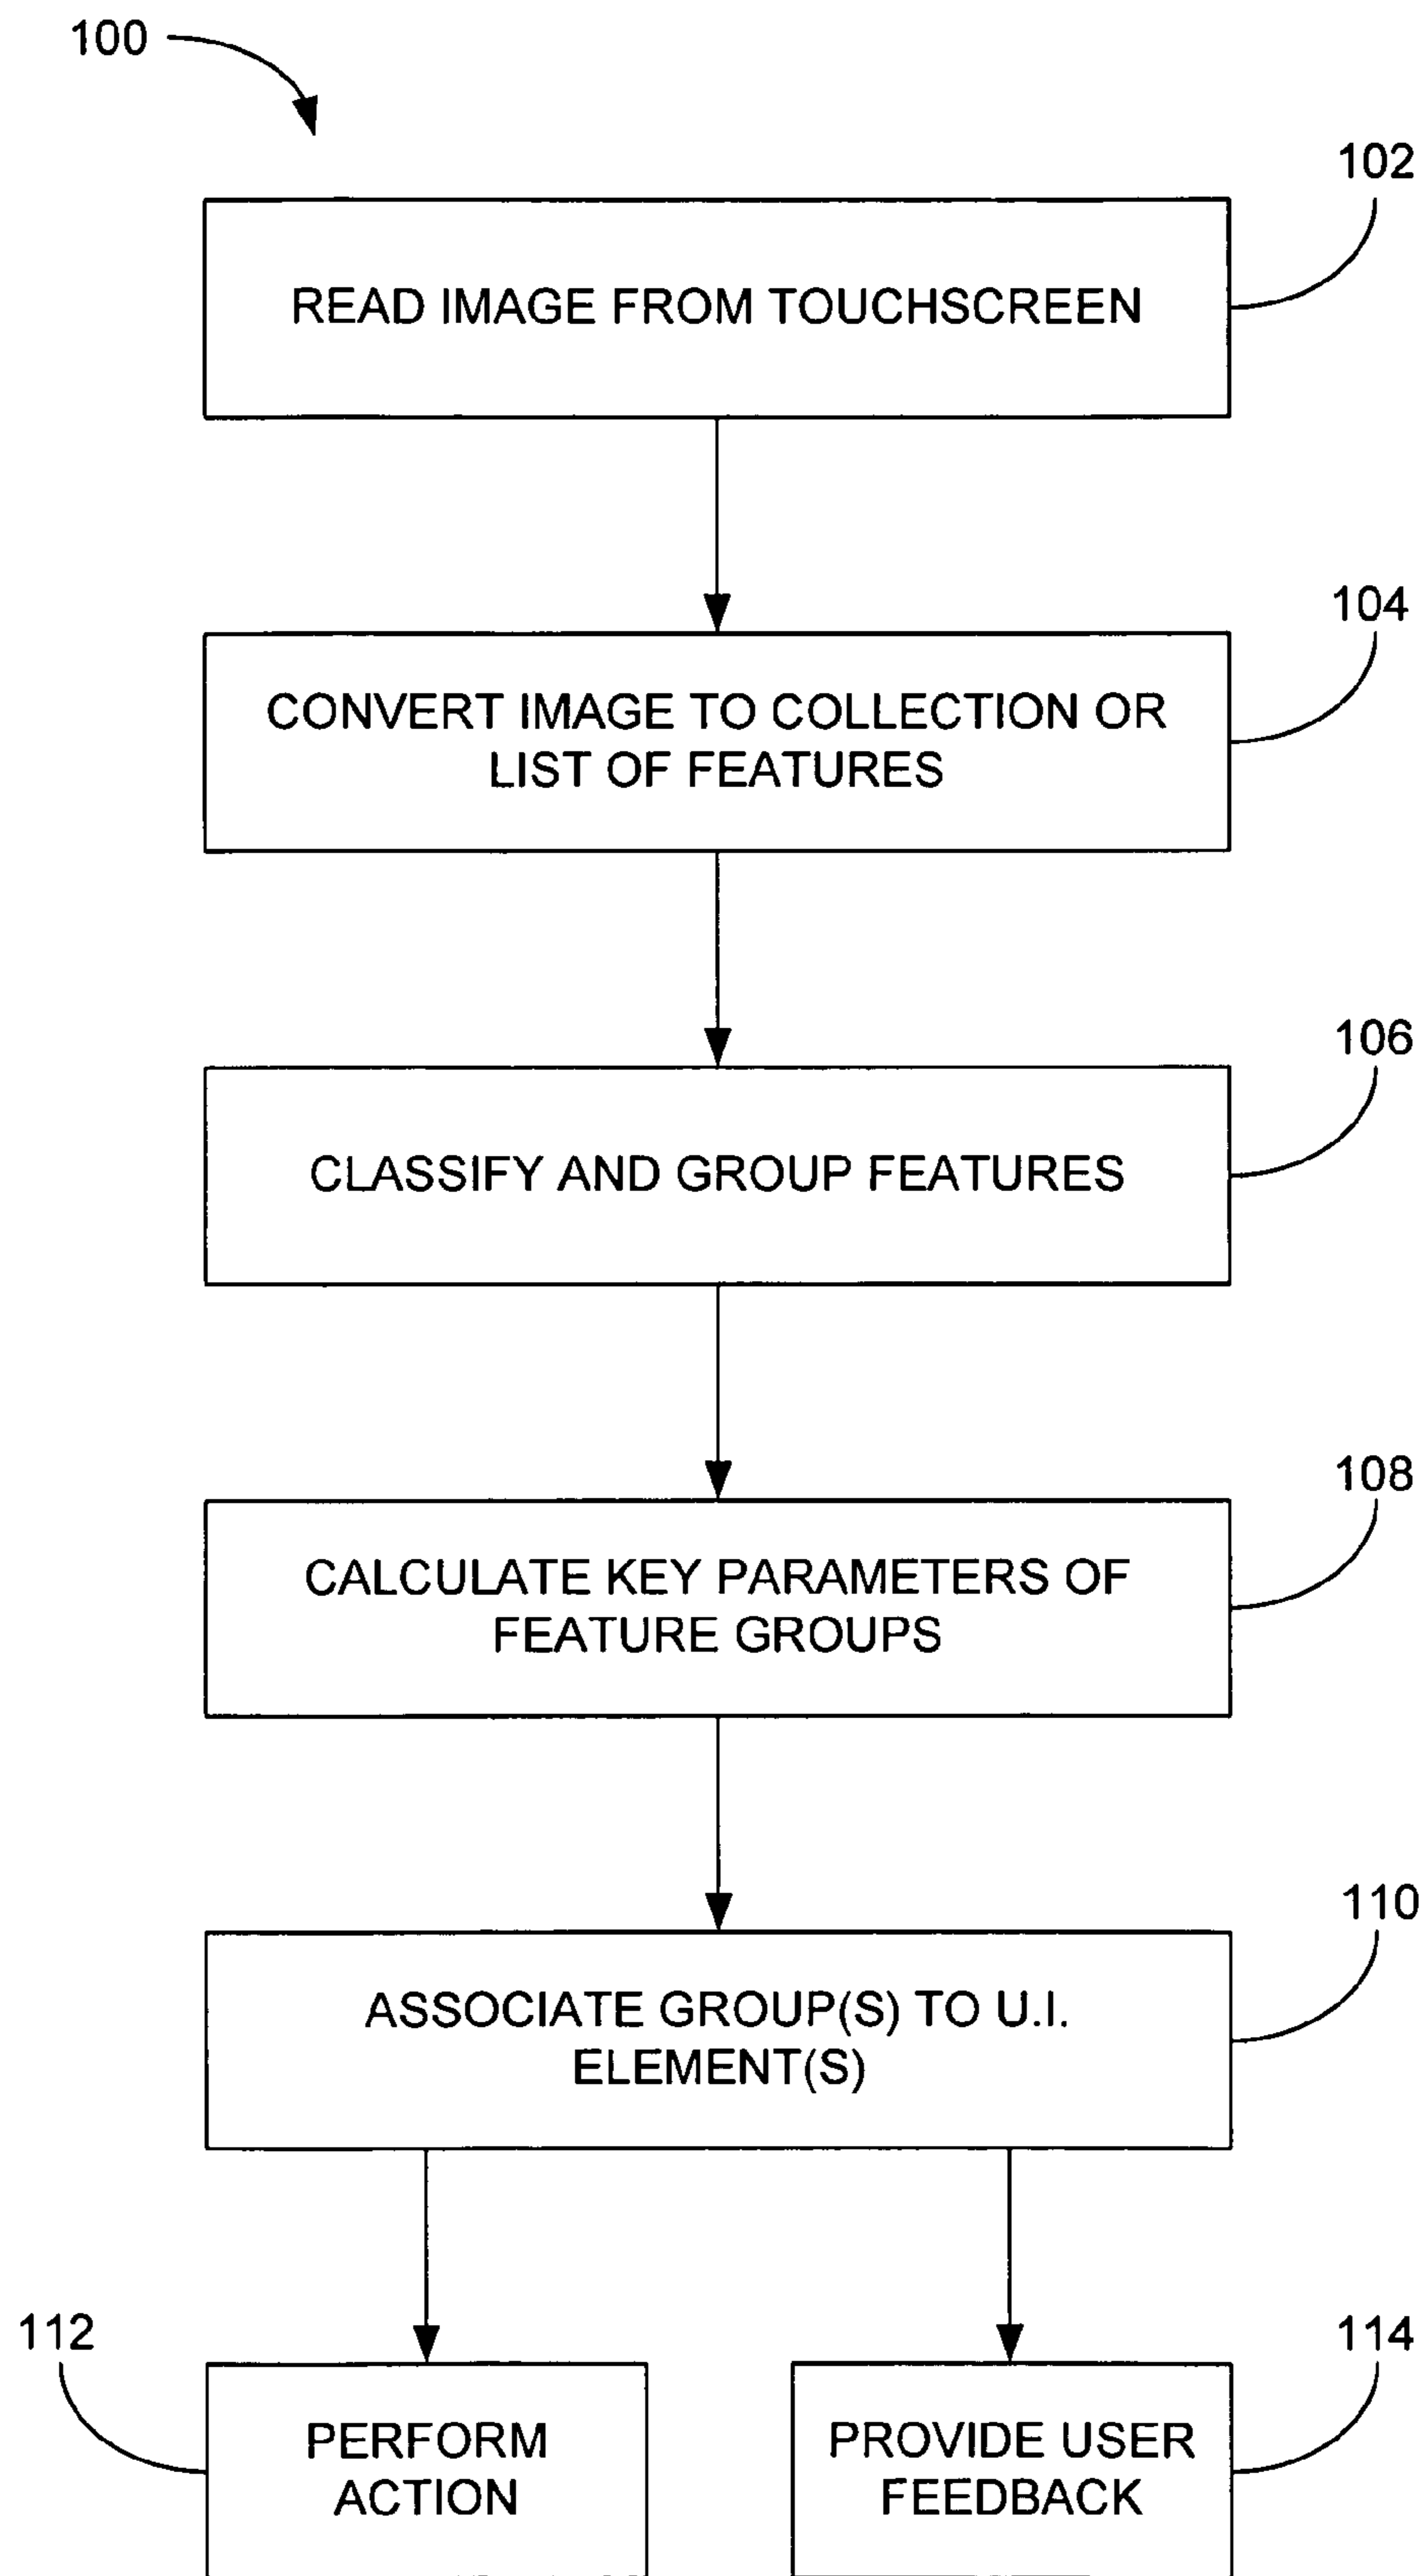 100
102
READ IMAGE FROM TOUCHSCREEN
104
CONVERT IMAGE TO COLLECTION OR
LIST OF FEATURES
106
CLASSIFY AND GROUP FEATURES
108
CALCULATE KEY PARAMETERS OF
FEATURE GROUPS
110
ASSOCIATE GROUP(S) TO U.I.
ELEMENT(S)
112
114
PERFORM
ACTION
PROVIDE USER
FEEDBACK